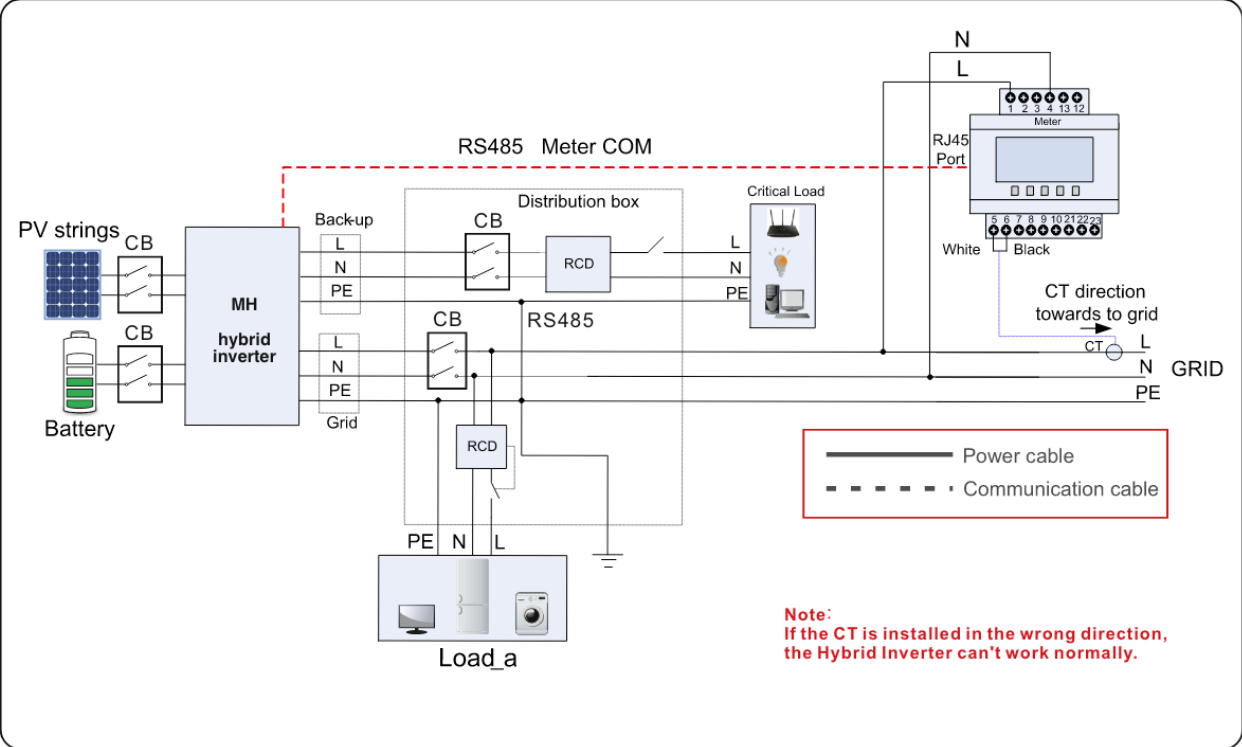 N
L
1 2 3 4 13 12
Meter
RJ45
Port
5 6 7 8 9 10 21 22 23
White
Black
RS485 Meter COM
Distribution box
Critical Load
Back-up
PV strings
CB
CB
RCD
L
N
PE
L
N
PE
RS485
MH
hybrid
inverter
CB
Battery
CB
L
N
PE
Grid
RCD
CT direction
towards to grid
CT
L
N
PE
GRID
Power cable
Communication cable
PE N L
Load_a
Note:
If the CT is installed in the wrong direction,
the Hybrid Inverter can't work normally.